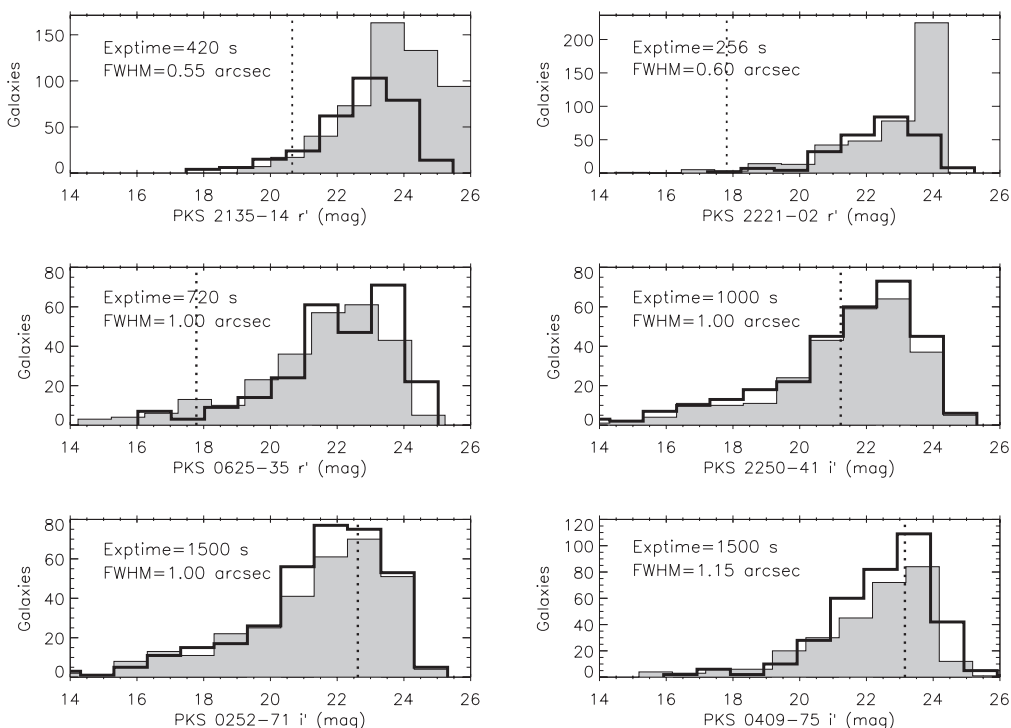 150
100
50
0
Galaxies
Exptime=420 s
FWHM=0.55 arcsec
14 16 18 20 22 24 26
PKS 2135−14 r' (mag)
200
150
100
50
0
Galaxies
Exptime=256 s
FWHM=0.60 arcsec
14 16 18 20 22 24 26
PKS 2221−02 r' (mag)
80
60
40
20
0
Galaxies
Exptime=720 s
FWHM=1.00 arcsec
14 16 18 20 22 24 26
PKS 0625−35 r' (mag)
80
60
40
20
0
Galaxies
Exptime=1000 s
FWHM=1.00 arcsec
14 16 18 20 22 24 26
PKS 2250−41 i' (mag)
80
60
40
20
0
Galaxies
Exptime=1500 s
FWHM=1.00 arcsec
14 16 18 20 22 24 26
PKS 0252−71 i' (mag)
120
100
80
60
40
20
0
Galaxies
Exptime=1500 s
FWHM=1.15 arcsec
14 16 18 20 22 24 26
PKS 0409−75 i' (mag)